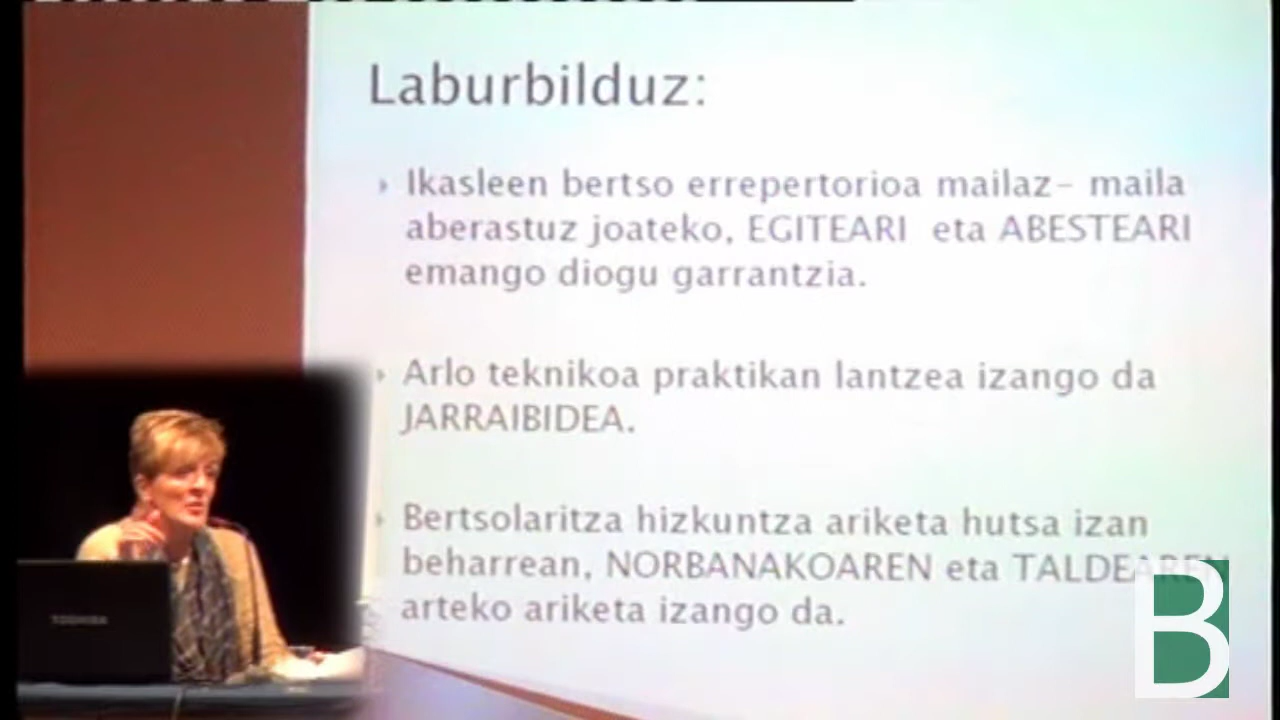 Laburbilduz:
Ikasleen bertso errepertorioa mailaz- maila
aberastuz joateko, EGITEARI eta ABESTEARI
emango diogu garrantzia.
Arlo teknikoa praktikan lantzea izango da
JARRAIBIDEA.
Bertsolaritza hizkuntza ariketa hutsa izan
beharrean, NORBANAKOAREN eta TALDEAREN
arteko ariketa izango da.
TOSHIBA
B